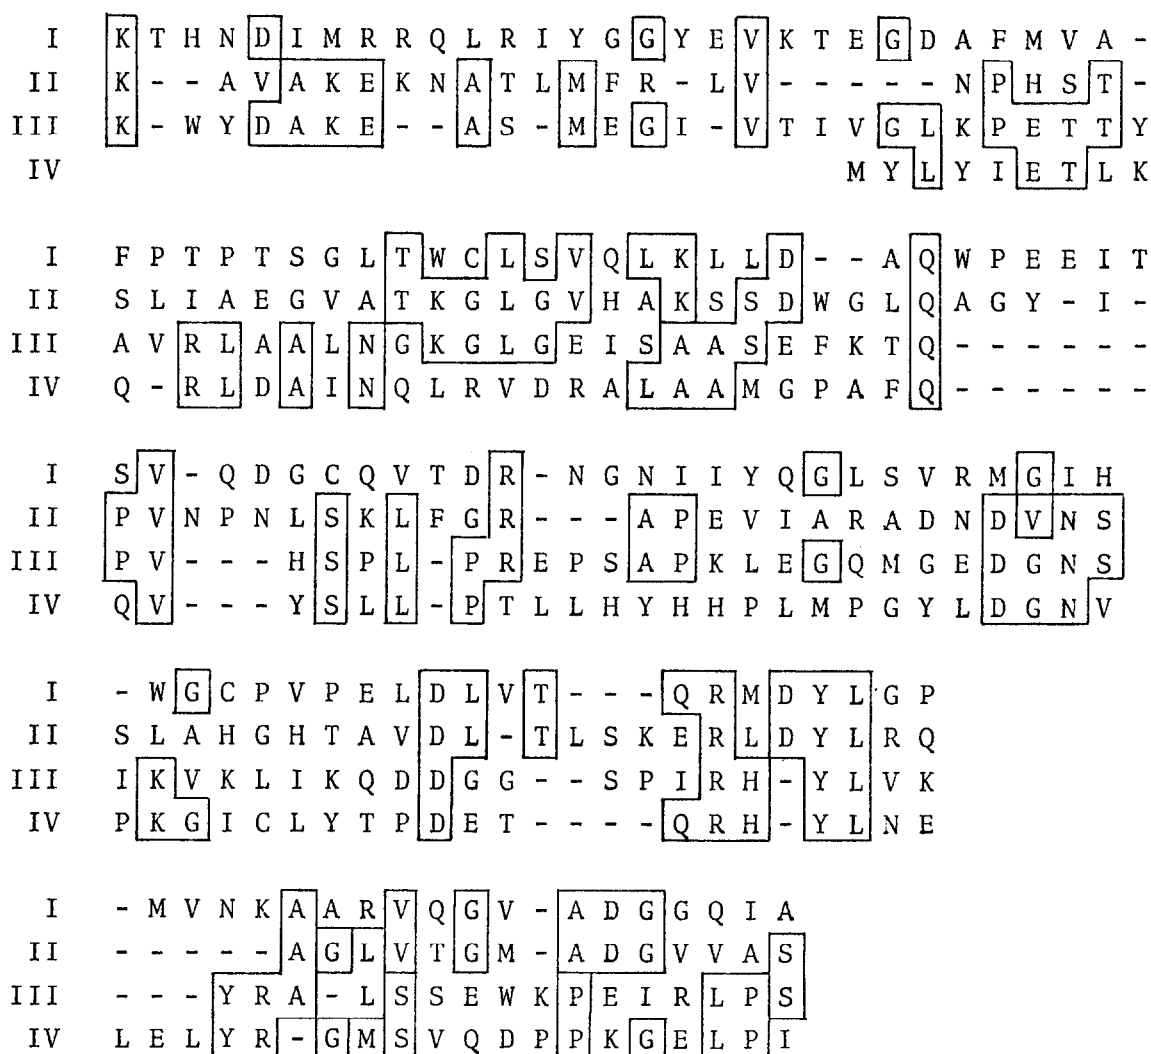 I K T H N D I M R R Q L R I Y G G Y E V K T E G D A F M V A -
II K - - A V A K E K N A T L M F R - L V - - - - - N P H S T -
III K - W Y D A K E - - A S - M E G I - V T I V G L K P E T T Y
IV M Y L Y I E T L K
I F P T P T S G L T W C L S V Q L K L L D - - A Q W P E E I T
II S L I A E G V A T K G L G V H A K S S D W G L Q A G Y - I -
III A V R L A A L N G K G L G E I S A A S E F K T Q - - - - - -
IV Q - R L D A I N Q L R V D R A L A A M G P A F Q - - - - - -
I S V - Q D G C Q V T D R - N G N I I Y Q G L S V R M G I H
II P V N P N L S K L F G R - - - A P E V I A R A D N D V N S
III P V - - - H S P L - P R E P S A P K L E G Q M G E D G N S
IV Q V - - - Y S L L - P T L L H Y H H P L M P G Y L D G N V
I - W G C P V P E L D L V T - - - Q R M D Y L G P
II S L A H G H T A V D L - T L S K E R L D Y L R Q
III I K V K L I K Q D D G G - - S P I R H - Y L V K
IV P K G I C L Y T P D E T - - - - Q R H - Y L N E
I - M V N K A A R V Q G V - A D G G Q I A
II - - - - - A G L V T G M - A D G V V A S
III - - - Y R A - L S S E W K P E I R L P S
IV L E L Y R - G M S V Q D P P K G E L P I